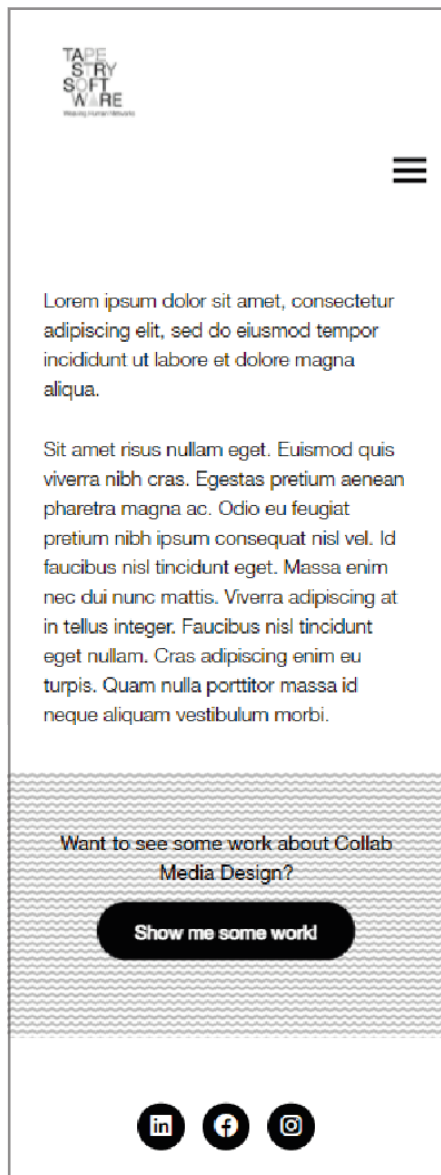 TAPE
STRY
SOFT
WARE
Weaving Human Networks
Lorem ipsum dolor sit amet, consectetur
adipiscing elit, sed do eiusmod tempor
incididunt ut labore et dolore magna
aliqua.
Sit amet risus nullam eget. Euismod quis
viverra nibh cras. Egestas pretium aenean
pharetra magna ac. Odio eu feugiat
pretium nibh ipsum consequat nisl vel. Id
faucibus nisl tincidunt eget. Massa enim
nec dui nunc mattis. Viverra adipiscing at
in tellus integer. Faucibus nisl tincidunt
eget nullam. Cras adipiscing enim eu
turpis. Quam nulla porttitor massa id
neque aliquam vestibulum morbi.
Want to see some work about Collab
Media Design?
Show me some work!
in